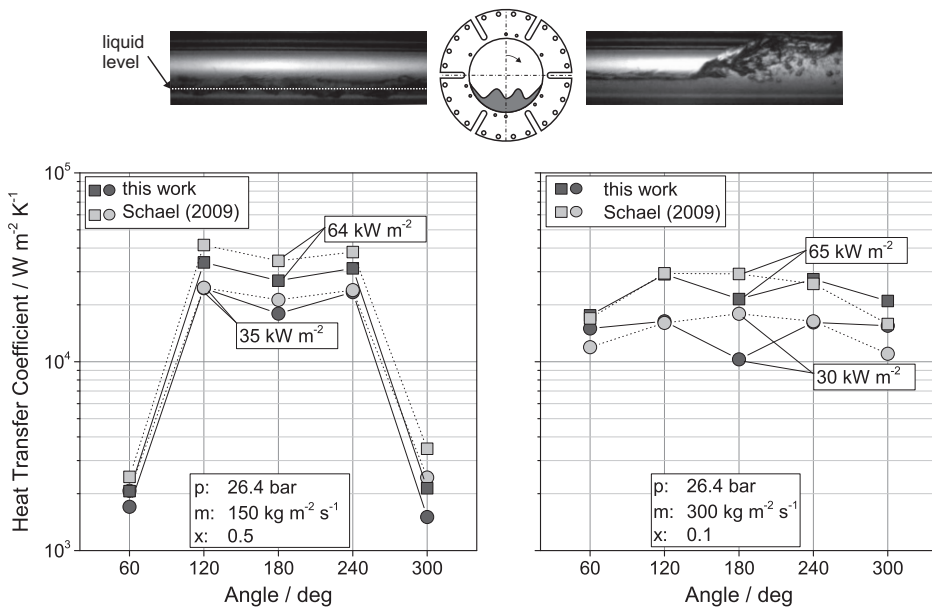 liquid
level
10⁵
this work
Schael (2009)
64 kW m⁻²
35 kW m⁻²
10⁴
10³
Heat Transfer Coefficient / W m⁻² K⁻¹
p: 26.4 bar
m: 150 kg m⁻² s⁻¹
x: 0.5
60 120 180 240 300
Angle / deg
this work
Schael (2009)
65 kW m⁻²
30 kW m⁻²
p: 26.4 bar
m: 300 kg m⁻² s⁻¹
x: 0.1
60 120 180 240 300
Angle / deg